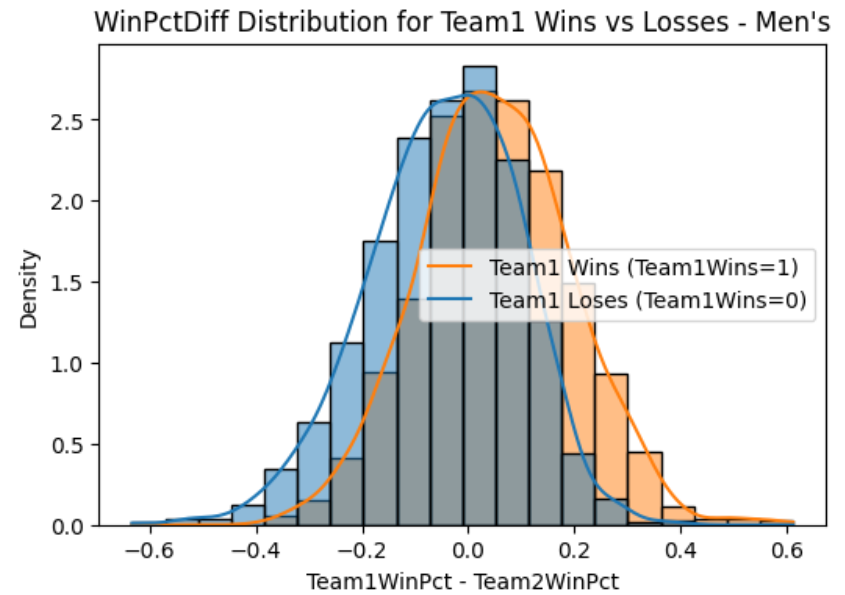 WinPctDiff Distribution for Team1 Wins vs Losses - Men's
Density
2.5
2.0
1.5
1.0
0.5
0.0
Team1 Wins (Team1Wins=1)
Team1 Loses (Team1Wins=0)
−0.6 −0.4 −0.2 0.0 0.2 0.4 0.6
Team1WinPct - Team2WinPct